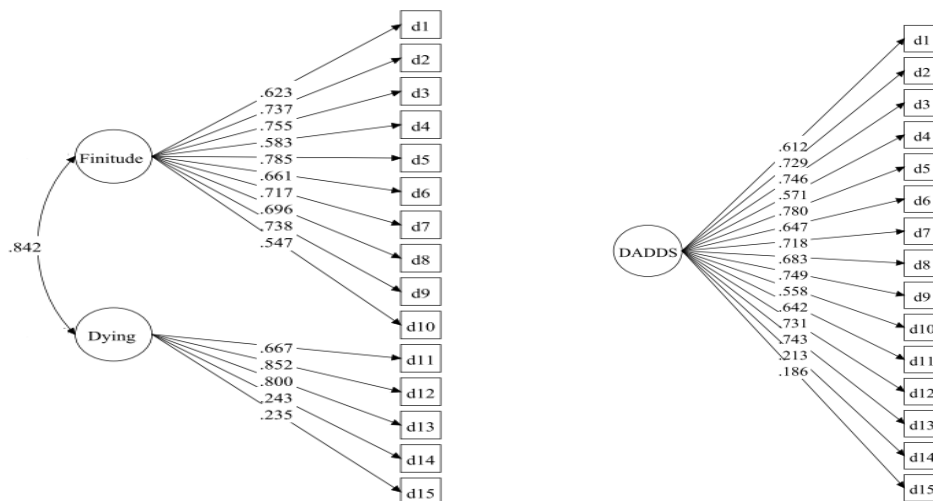 d1
d2
d3
d4
d5
d6
d7
d8
d9
d10
d11
d12
d13
d14
d15
Finitude
Dying
.842
.623
.737
.755
.583
.785
.661
.717
.696
.738
.547
.667
.852
.800
.243
.235
DADDS
.612
.729
.746
.571
.780
.647
.718
.683
.749
.558
.642
.731
.743
.213
.186
d1
d2
d3
d4
d5
d6
d7
d8
d9
d10
d11
d12
d13
d14
d15